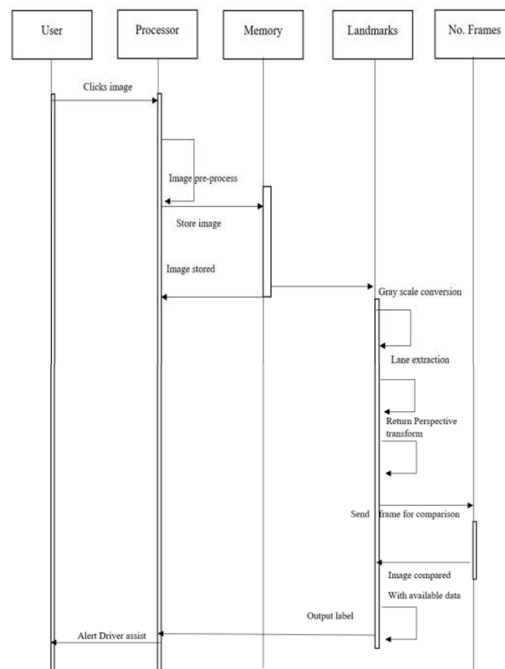 User
Processor
Memory
Landmarks
No. Frames
Clicks image
Image pre-process
Store image
Image stored
Gray scale conversion
Lane extraction
Return Perspective
transform
Send frame for comparison
Image compared
With available data
Output label
Alert Driver assist